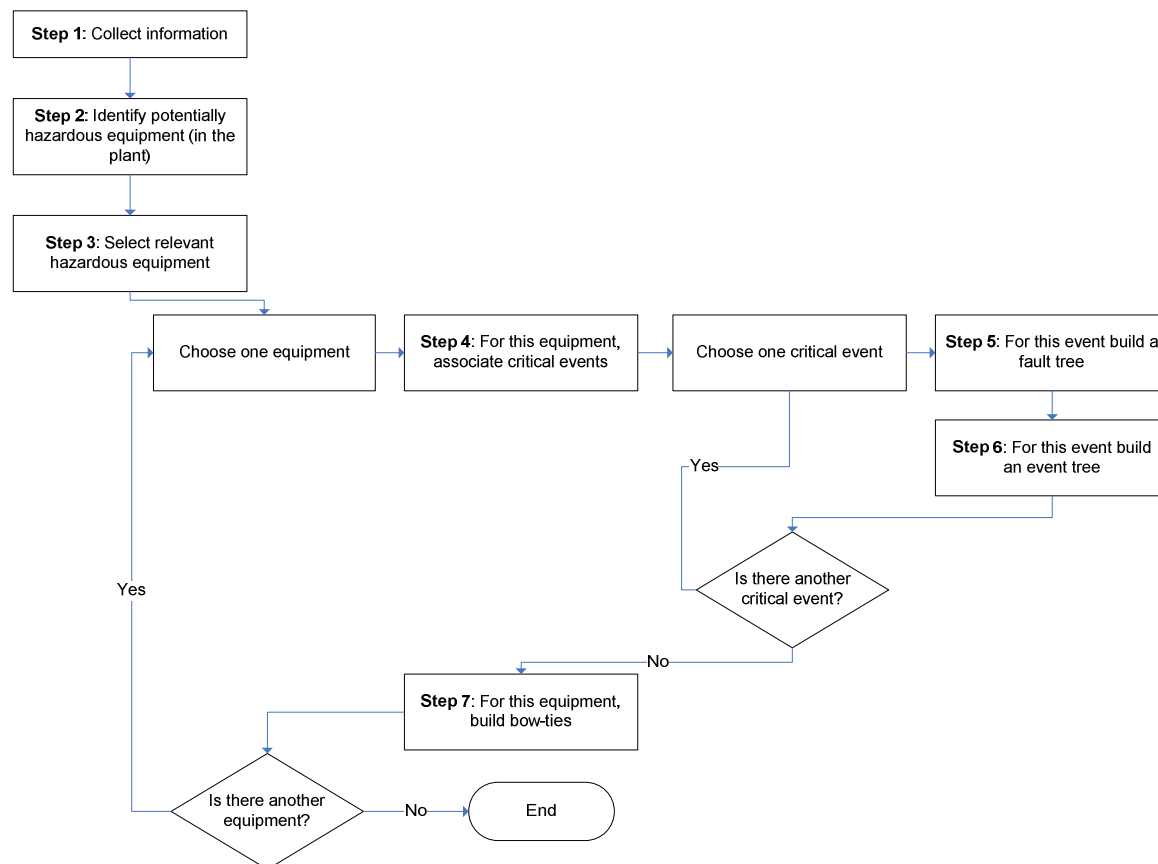 Step 1: Collect information
Step 2: Identify potentially
hazardous equipment (in the
plant)
Step 3: Select relevant
hazardous equipment
Choose one equipment
Step 4: For this equipment,
associate critical events
Choose one critical event
Step 5: For this event build a
fault tree
Step 6: For this event build
an event tree
Yes
Is there another
critical event?
Yes
No
Step 7: For this equipment,
build bow-ties
Is there another
equipment?
No
End